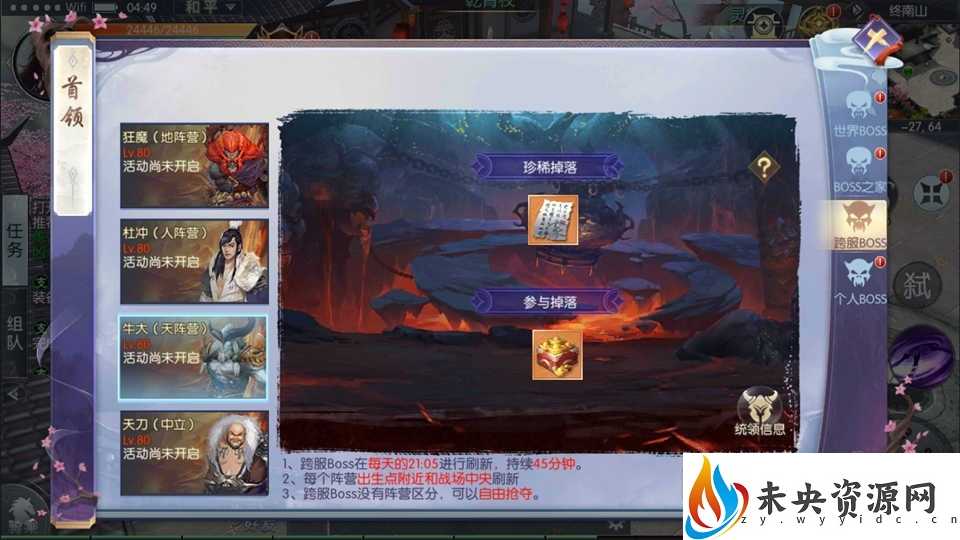 Wifi
04:49
和平
终南山
24446/24446
-27, 64
首领
狂魔（地阵营）
Lv.80
活动尚未开启
杜冲（人阵营）
Lv.80
活动尚未开启
牛大（天阵营）
Lv.80
活动尚未开启
天刀（中立）
Lv.80
活动尚未开启
珍稀掉落
?
参与掉落
统领信息
1、跨服Boss在每天的21:05进行刷新，持续45分钟。
2、每个阵营出生点附近和战场中央刷新
3、跨服Boss没有阵营区分，可以自由抢夺。
世界BOSS
BOSS之家
跨服BOSS
个人BOSS
任务
组队
弑
未央资源网
zy.wyyidc.cn